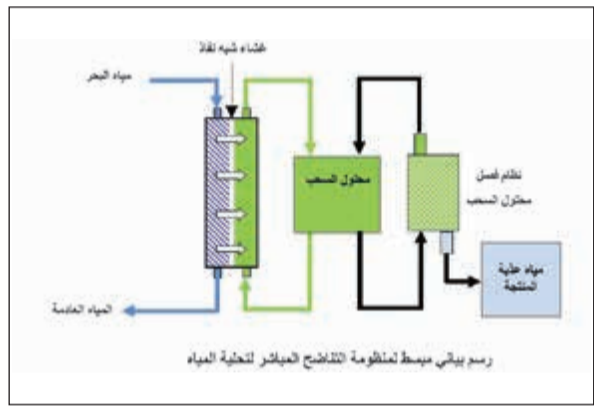 غشاء شبه نفاذ
مياه البحر
محلول السحب
نظام فصل
محلول السحب
مياه عذبة
المنتجة
المياه العادمة
رسم بياني مبسط لمنظومة التناضح المباشر لتحلية المياه